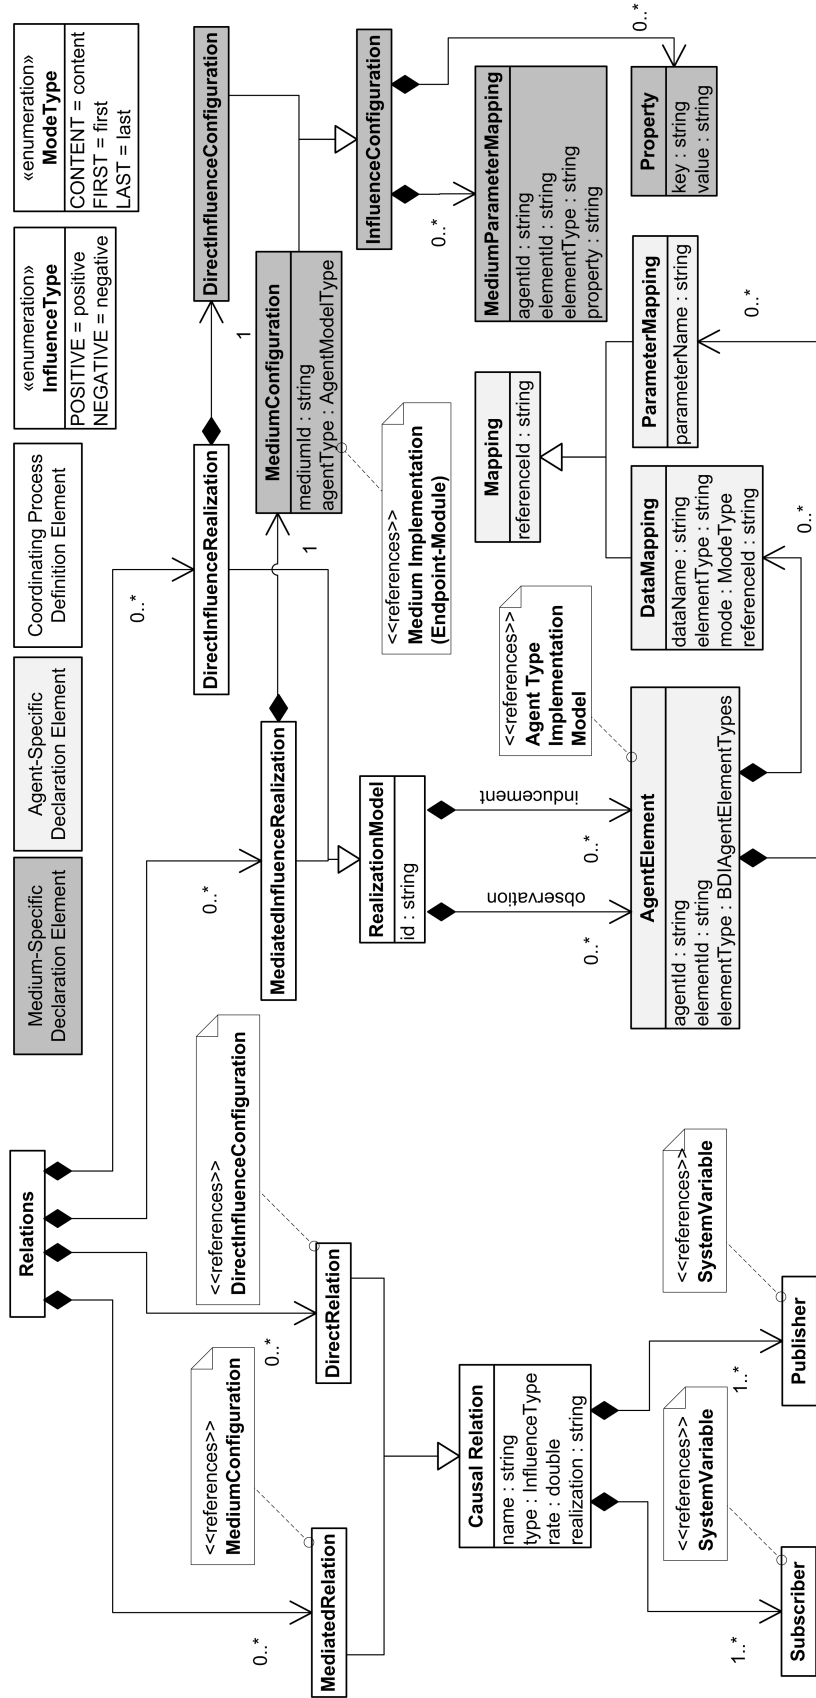 Relations
Medium-Specific
Declaration Element
Agent-Specific
Declaration Element
Coordinating Process
Definition Element
«enumeration»
InfluenceType
POSITIVE = positive
NEGATIVE = negative
«enumeration»
ModeType
CONTENT = content
FIRST = first
LAST = last
0..*
0..*
0..*
0..*
<<references>>
MediumConfiguration
<<references>>
DirectInfluenceConfiguration
MediatedRelation
DirectRelation
MediatedInfluenceRealization
DirectInfluenceRealization
1
1
DirectInfluenceConfiguration
MediumConfiguration
mediumId : string
agentType : AgentModelType
<<references>>
Medium Implementation
(Endpoint-Module)
RealizationModel
id : string
InfluenceConfiguration
0..*
0..*
MediumParameterMapping
agentId : string
elementId : string
elementType : string
property : string
Property
key : string
value : string
Causal Relation
name : string
type : InfluenceType
rate : double
realization : string
observation
inducement
0..*
0..*
<<references>>
Agent Type
Implementation
Model
Mapping
referenceId : string
AgentElement
agentId : string
elementId : string
elementType : BDIAgentElementTypes
DataMapping
dataName : string
elementType : string
mode : ModeType
referenceId : string
ParameterMapping
parameterName : string
0..*
0..*
<<references>>
SystemVariable
<<references>>
SystemVariable
1..*
1..*
Subscriber
Publisher